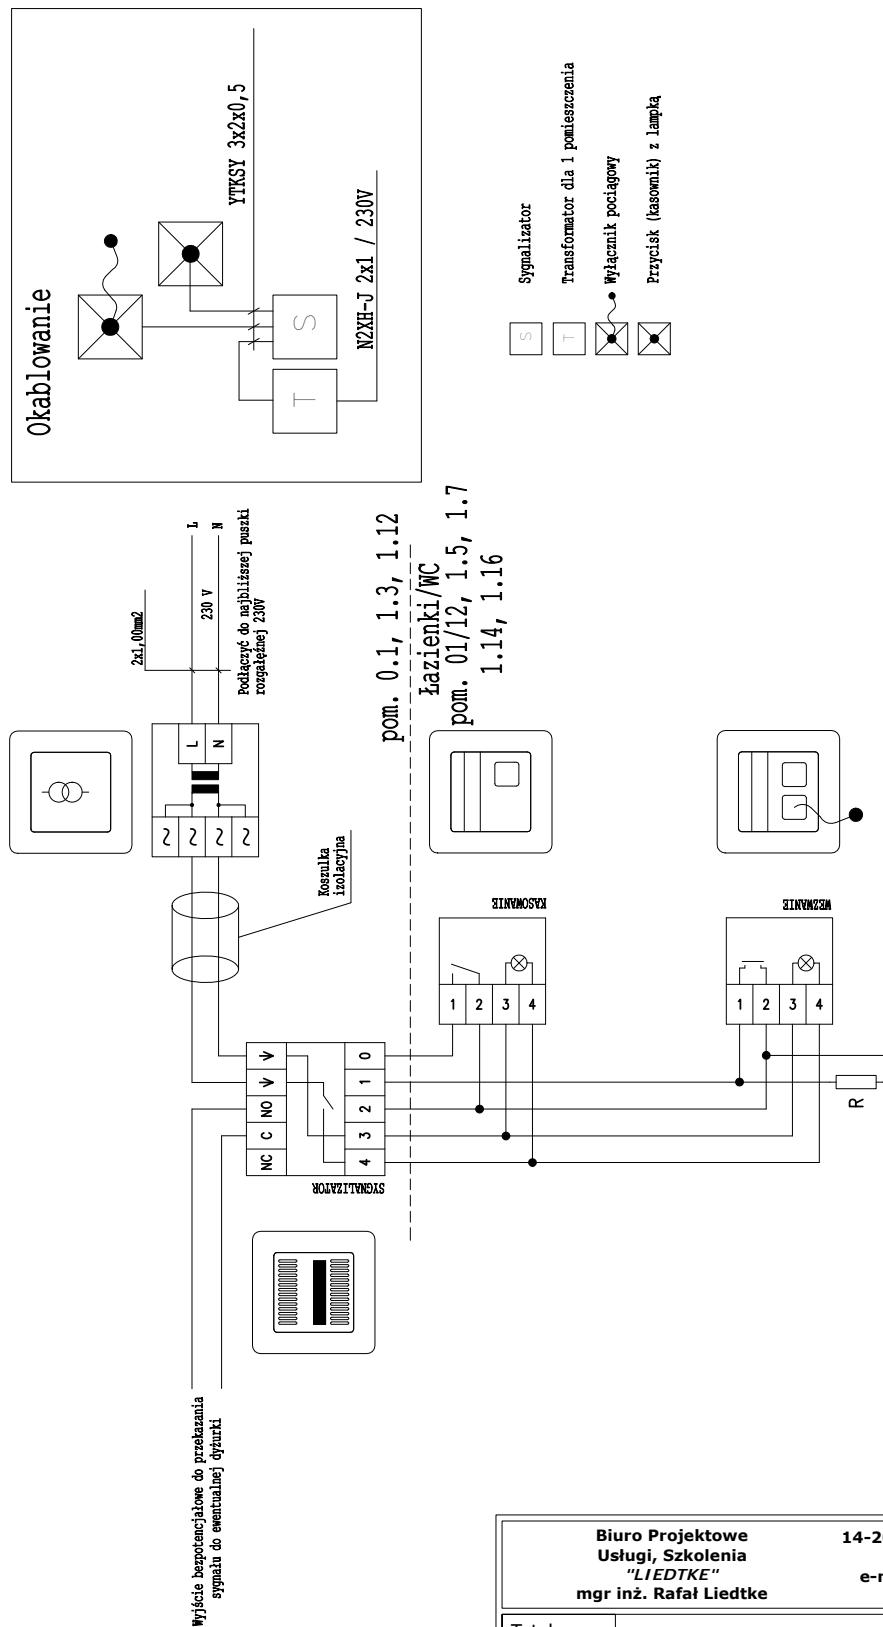 Okablowanie
YTKSY 3x2x0,5
N2XH-J 2x1 / 230V
S
T
S
Sygnalizator
T
Transformator dla 1 pomieszczenia
Wyłącznik pociągowy
Przycisk (kasownik) z lampką
2x1,00mm2
L
230 V
N
Podłączyć do najbliższej puszki
rozgałęźnej 230V
L
N
~
~
~
~
Koszulka
izolacyjna
pom. 0.1, 1.3, 1.12
Łazienki/WC
pom. 01/12, 1.5, 1.7
1.14, 1.16
KASOWANIE
1
2
3
4
WEZWANIE
1
2
3
4
NO
C
NC
0
1
2
3
4
SYGNALIZATOR
R
Wyjście bezpotencjałowe do przekazania
sygnału do ewentualnej dyżurki
Biuro Projektowe
Usługi, Szkolenia
"LIEDTKE"
mgr inż. Rafał Liedtke